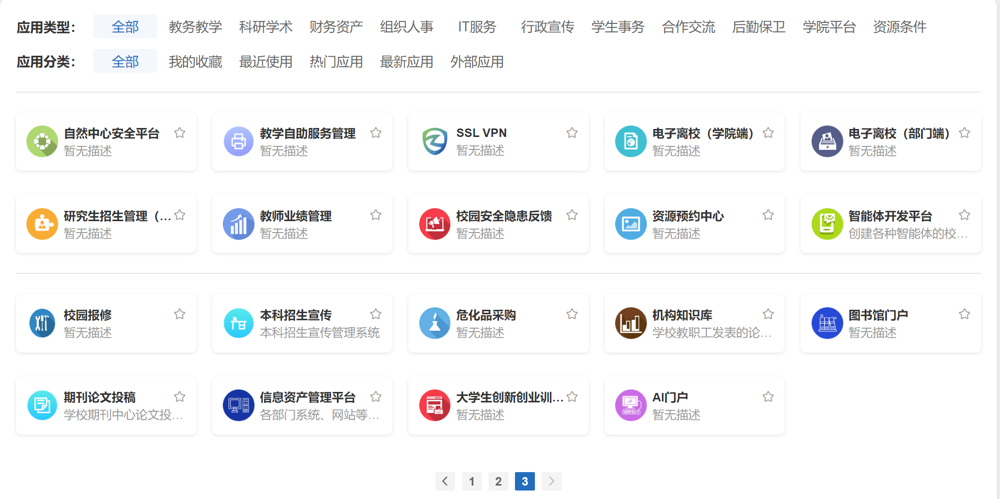 应用类型： 全部 教务教学 科研学术 财务资产 组织人事 IT服务 行政宣传 学生事务 合作交流 后勤保卫 学院平台 资源条件
应用分类： 全部 我的收藏 最近使用 热门应用 最新应用 外部应用
自然中心安全平台
暂无描述
教学自助服务管理
暂无描述
SSL VPN
暂无描述
电子离校（学院端）
暂无描述
电子离校（部门端）
暂无描述
研究生招生管理（...
暂无描述
教师业绩管理
暂无描述
校园安全隐患反馈
暂无描述
资源预约中心
暂无描述
智能体开发平台
创建各种智能体的校...
校园报修
暂无描述
本科招生宣传
本科招生宣传管理系统
危化品采购
暂无描述
机构知识库
学校教职工发表的论...
图书馆门户
暂无描述
期刊论文投稿
学校期刊中心论文投...
信息资产管理平台
各部门系统、网站等...
大学生创新创业训...
暂无描述
AI门户
暂无描述
1 2 3